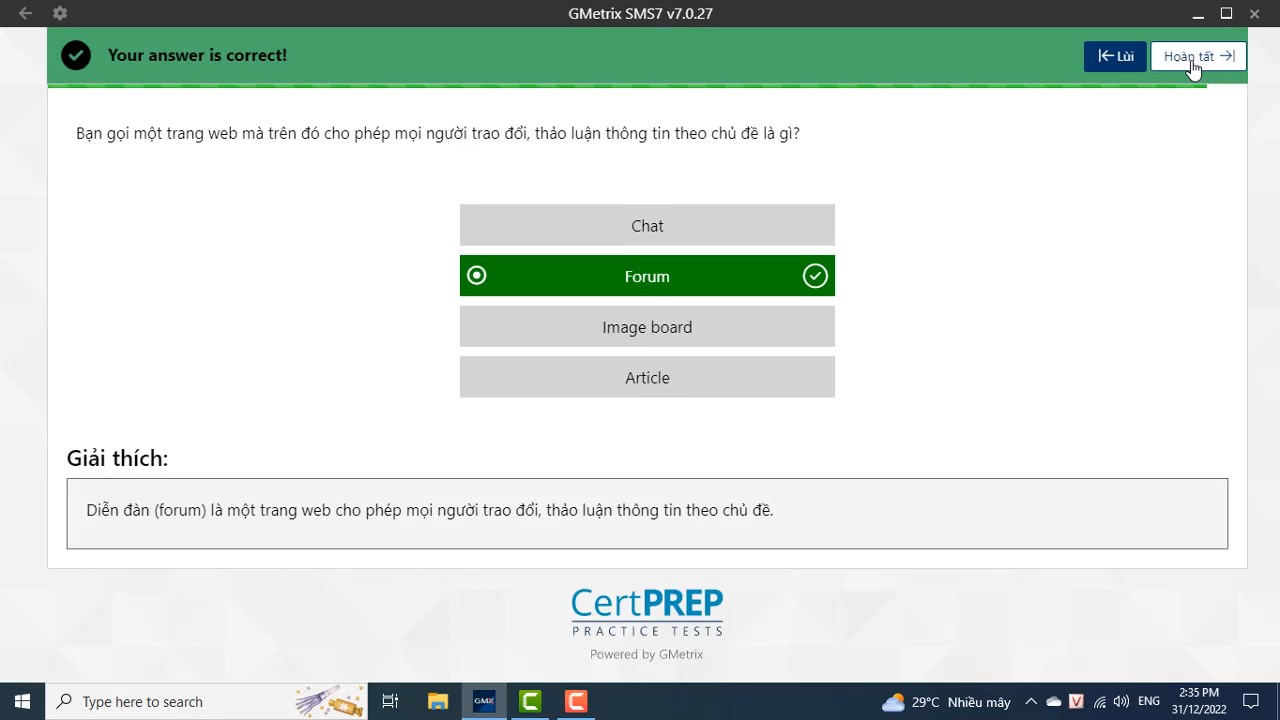 GMetrix SMS7 v7.0.27
Your answer is correct!
Lùi
Hoàn tất
Bạn gọi một trang web mà trên đó cho phép mọi người trao đổi, thảo luận thông tin theo chủ đề là gì?
Chat
Forum
Image board
Article
Giải thích:
Diễn đàn (forum) là một trang web cho phép mọi người trao đổi, thảo luận thông tin theo chủ đề.
CertPREP
PRACTICE TESTS
Powered by GMetrix
Type here to search
GMX
29°C Nhiều mây
V
ENG
2:35 PM
31/12/2022